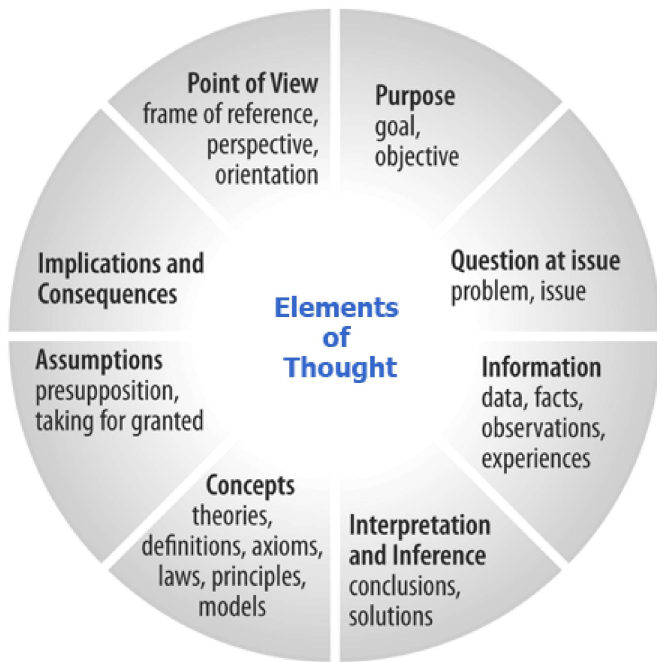 Point of View
frame of reference,
perspective,
orientation
Purpose
goal,
objective
Question at issue
problem, issue
Information
data, facts,
observations,
experiences
Interpretation
and Inference
conclusions,
solutions
Concepts
theories,
definitions, axioms,
laws, principles,
models
Assumptions
presupposition,
taking for granted
Implications and
Consequences
Elements
of
Thought